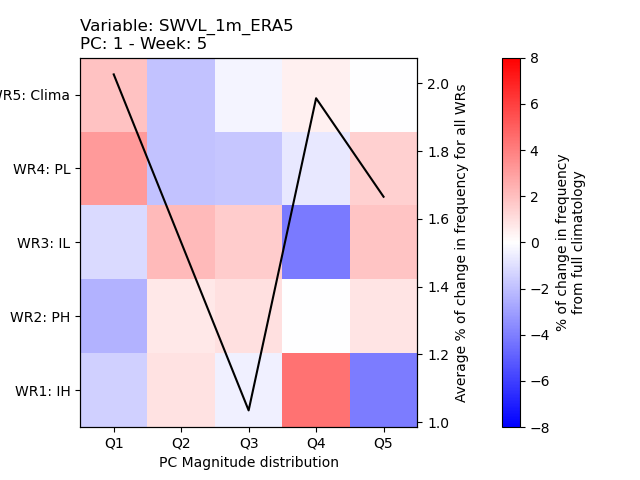 Variable: SWVL_1m_ERA5
PC: 1 - Week: 5
WR5: Clima
WR4: PL
WR3: IL
WR2: PH
WR1: IH
Q1 Q2 Q3 Q4 Q5
PC Magnitude distribution
2.0
1.8
1.6
1.4
1.2
1.0
Average % of change in frequency for all WRs
8
6
4
2
0
−2
−4
−6
−8
% of change in frequency
from full climatology